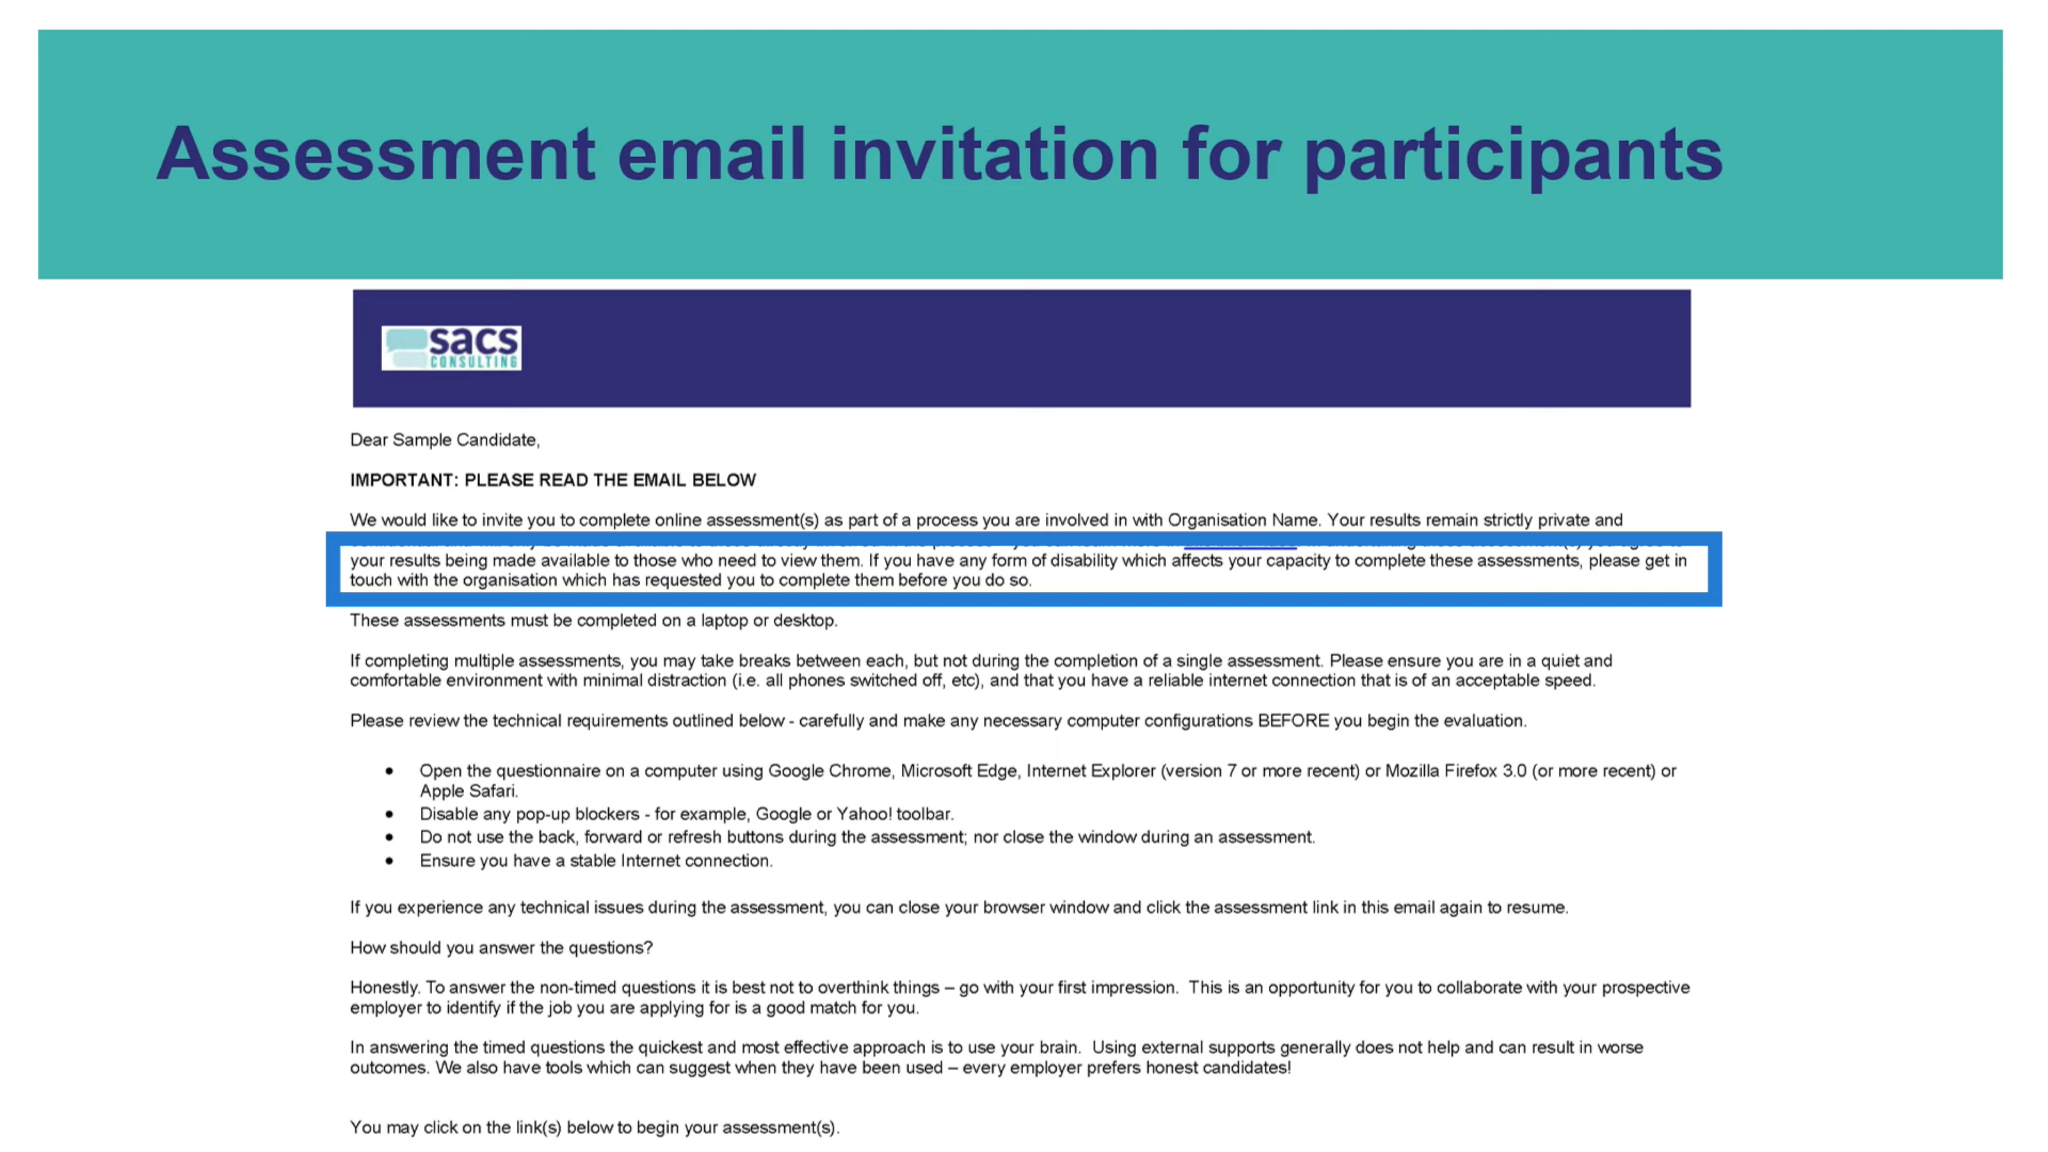 Assessment email invitation for participants
sacs
CONSULTING
Dear Sample Candidate,
IMPORTANT: PLEASE READ THE EMAIL BELOW
We would like to invite you to complete online assessment(s) as part of a process you are involved in with Organisation Name. Your results remain strictly private and
your results being made available to those who need to view them. If you have any form of disability which affects your capacity to complete these assessments, please get in
touch with the organisation which has requested you to complete them before you do so.
These assessments must be completed on a laptop or desktop.
If completing multiple assessments, you may take breaks between each, but not during the completion of a single assessment. Please ensure you are in a quiet and
comfortable environment with minimal distraction (i.e. all phones switched off, etc), and that you have a reliable internet connection that is of an acceptable speed.
Please review the technical requirements outlined below - carefully and make any necessary computer configurations BEFORE you begin the evaluation.
• Open the questionnaire on a computer using Google Chrome, Microsoft Edge, Internet Explorer (version 7 or more recent) or Mozilla Firefox 3.0 (or more recent) or
Apple Safari.
• Disable any pop-up blockers - for example, Google or Yahoo! toolbar.
• Do not use the back, forward or refresh buttons during the assessment; nor close the window during an assessment.
• Ensure you have a stable Internet connection.
If you experience any technical issues during the assessment, you can close your browser window and click the assessment link in this email again to resume.
How should you answer the questions?
Honestly. To answer the non-timed questions it is best not to overthink things – go with your first impression.  This is an opportunity for you to collaborate with your prospective
employer to identify if the job you are applying for is a good match for you.
In answering the timed questions the quickest and most effective approach is to use your brain.  Using external supports generally does not help and can result in worse
outcomes. We also have tools which can suggest when they have been used – every employer prefers honest candidates!
You may click on the link(s) below to begin your assessment(s).